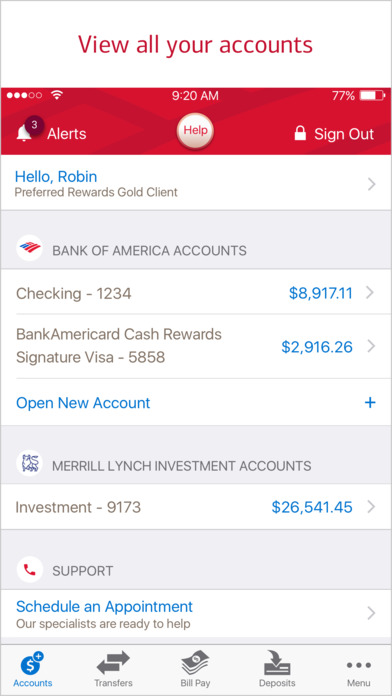 View all your accounts
9:20 AM
77%
3
Alerts
Help
Sign Out
Hello, Robin
Preferred Rewards Gold Client
BANK OF AMERICA ACCOUNTS
Checking - 1234 $8,917.11
BankAmericard Cash Rewards
Signature Visa - 5858 $2,916.26
Open New Account +
MERRILL LYNCH INVESTMENT ACCOUNTS
Investment - 9173 $26,541.45
SUPPORT
Schedule an Appointment
Our specialists are ready to help
Accounts Transfers Bill Pay Deposits Menu